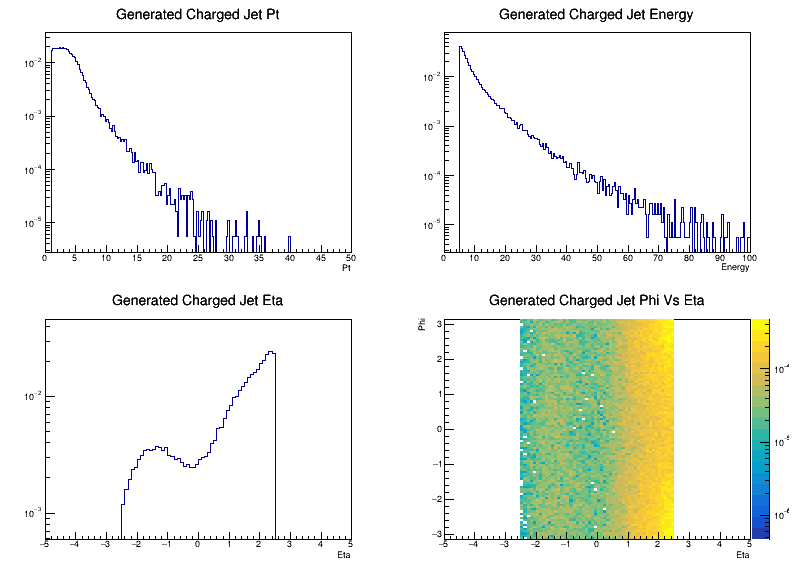 Generated Charged Jet Pt
10⁻²
10⁻³
10⁻⁴
10⁻⁵
0 5 10 15 20 25 30 35 40 45 50
Pt
Generated Charged Jet Energy
10⁻²
10⁻³
10⁻⁴
10⁻⁵
0 10 20 30 40 50 60 70 80 90 100
Energy
Generated Charged Jet Eta
10⁻²
10⁻³
−5 −4 −3 −2 −1 0 1 2 3 4 5
Eta
Generated Charged Jet Phi Vs Eta
Phi
3
2
1
0
−1
−2
−3
−5 −4 −3 −2 −1 0 1 2 3 4 5
Eta
10⁻⁴
10⁻⁵
10⁻⁶